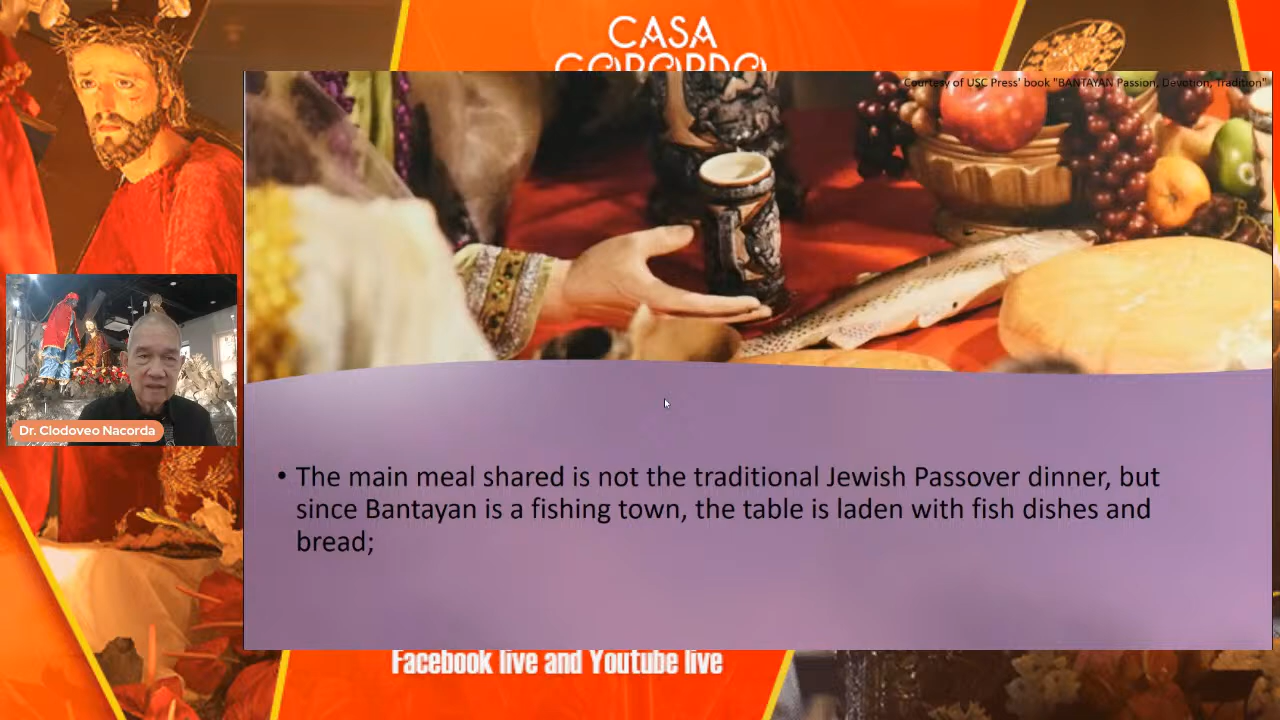 CASA
GORORDO
Courtesy of USC Press' book "BANTAYAN Passion, Devotion, Tradition"
Dr. Clodoveo Nacorda
• The main meal shared is not the traditional Jewish Passover dinner, but
since Bantayan is a fishing town, the table is laden with fish dishes and
bread;
Facebook live and Youtube live